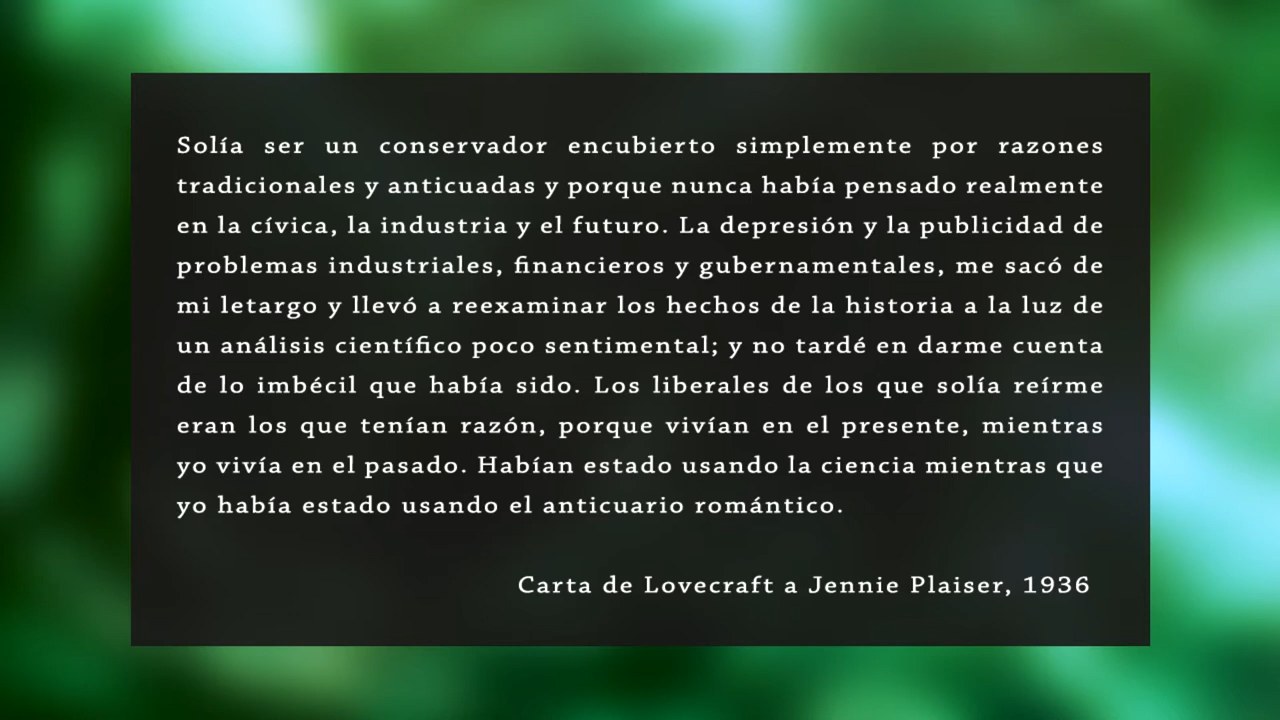 Solía ser un conservador encubierto simplemente por razones
tradicionales y anticuadas y porque nunca había pensado realmente
en la cívica, la industria y el futuro. La depresión y la publicidad de
problemas industriales, financieros y gubernamentales, me sacó de
mi letargo y llevó a reexaminar los hechos de la historia a la luz de
un análisis científico poco sentimental; y no tardé en darme cuenta
de lo imbécil que había sido. Los liberales de los que solía reírme
eran los que tenían razón, porque vivían en el presente, mientras
yo vivía en el pasado. Habían estado usando la ciencia mientras que
yo había estado usando el anticuario romántico.
Carta de Lovecraft a Jennie Plaiser, 1936